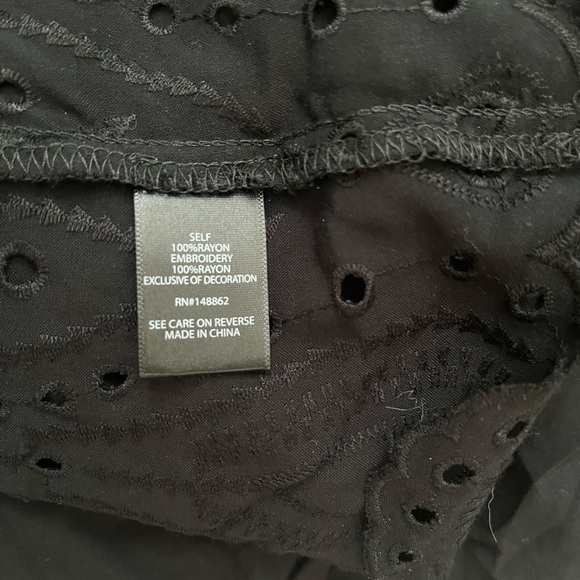 SELF
100%RAYON
EMBROIDERY
100%RAYON
EXCLUSIVE OF DECORATION
RN#148862
SEE CARE ON REVERSE
MADE IN CHINA